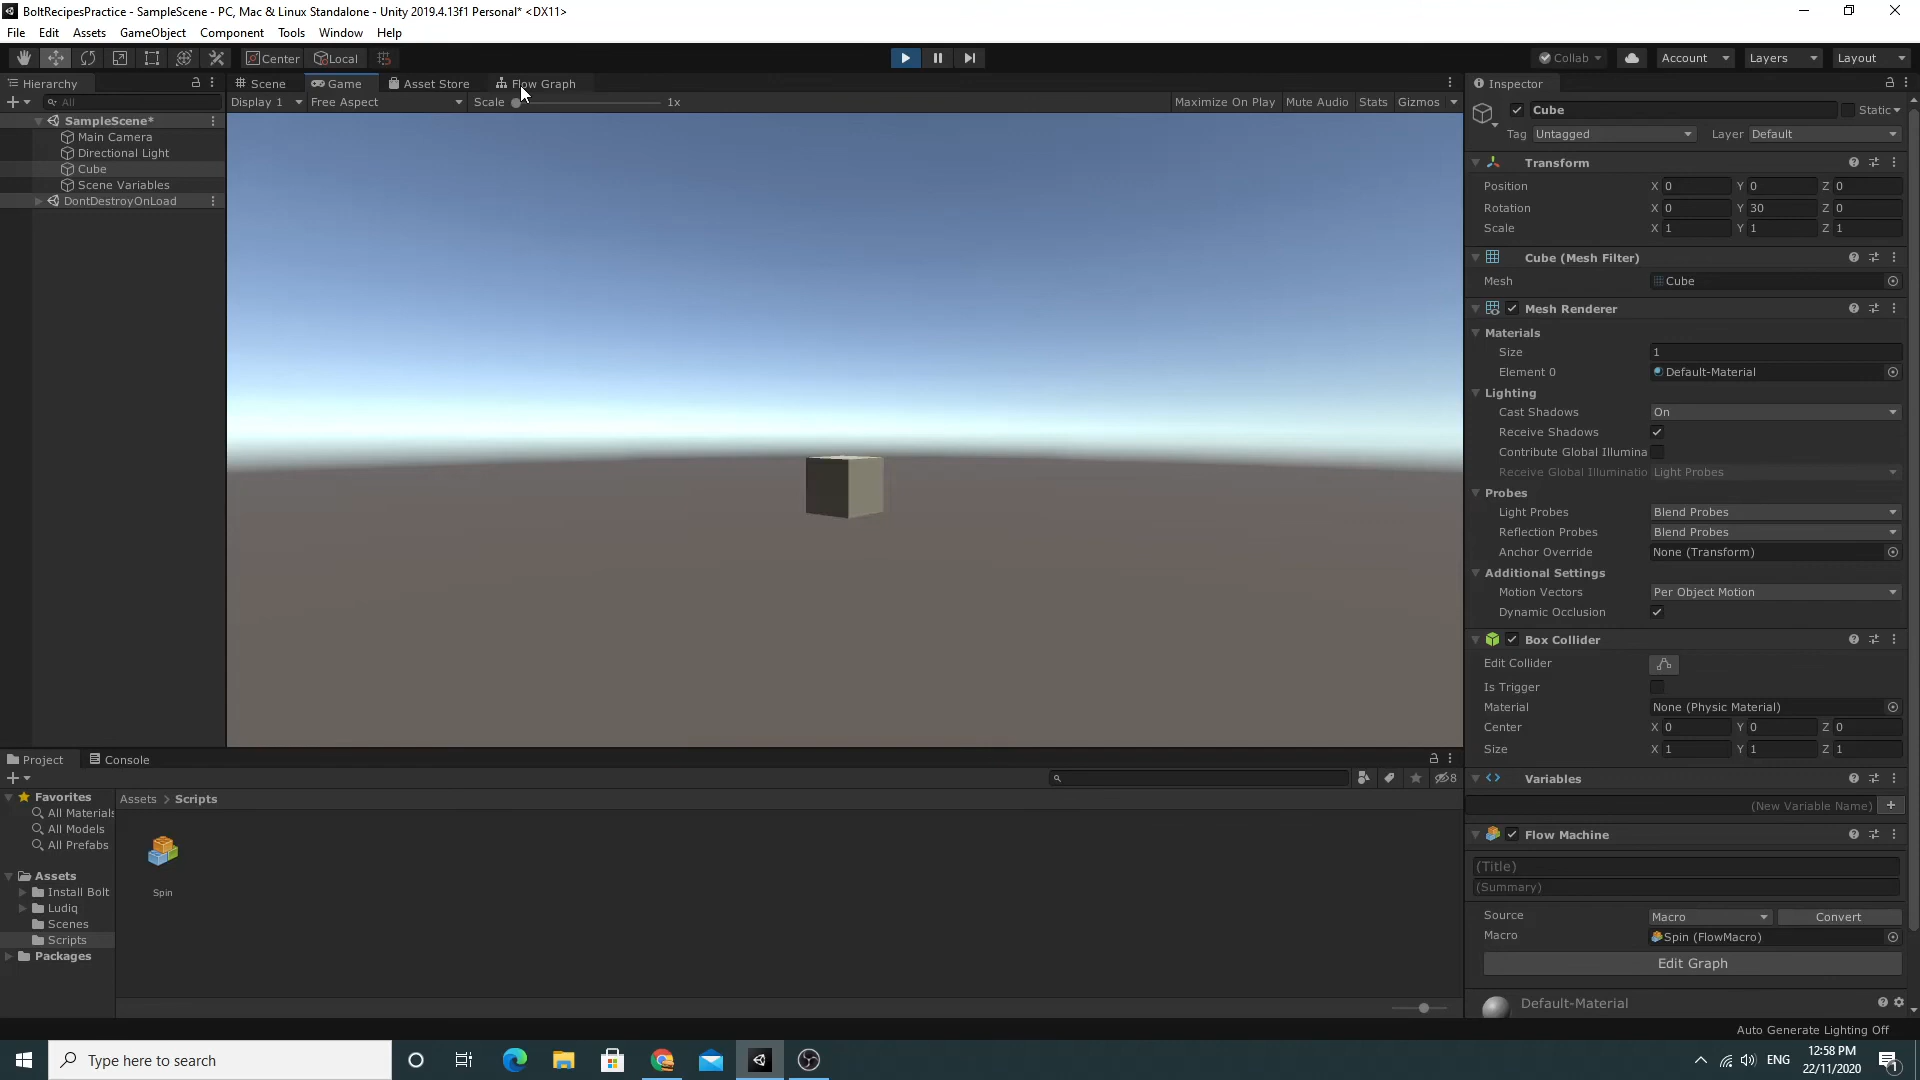 BoltRecipesPractice - SampleScene - PC, Mac & Linux Standalone - Unity 2019.4.13f1 Personal* <DX11>
File Edit Assets GameObject Component Tools Window Help
Center Local Collab Account Layers Layout
Hierarchy
All
SampleScene*
Main Camera
Directional Light
Cube
Scene Variables
DontDestroyOnLoad
Scene Game Asset Store Flow Graph
Display 1 Free Aspect Scale 1x Maximize On Play Mute Audio Stats Gizmos
Inspector
Cube Static
Tag Untagged Layer Default
Transform
Position X 0 Y 0 Z 0
Rotation X 0 Y 30 Z 0
Scale X 1 Y 1 Z 1
Cube (Mesh Filter)
Mesh Cube
Mesh Renderer
Materials
Size 1
Element 0 Default-Material
Lighting
Cast Shadows On
Receive Shadows
Contribute Global Illumina
Receive Global Illuminatio Light Probes
Probes
Light Probes Blend Probes
Reflection Probes Blend Probes
Anchor Override None (Transform)
Additional Settings
Motion Vectors Per Object Motion
Dynamic Occlusion
Box Collider
Edit Collider
Is Trigger
Material None (Physic Material)
Center X 0 Y 0 Z 0
Size X 1 Y 1 Z 1
Variables
(New Variable Name)
Flow Machine
(Title)
(Summary)
Source Macro Convert
Macro Spin (FlowMacro)
Edit Graph
Default-Material
Project Console
8
Favorites
All Materials
All Models
All Prefabs
Assets
Install Bolt
Ludiq
Scenes
Scripts
Packages
Assets > Scripts
Spin
Auto Generate Lighting Off
Type here to search
ENG
12:58 PM
22/11/2020
1